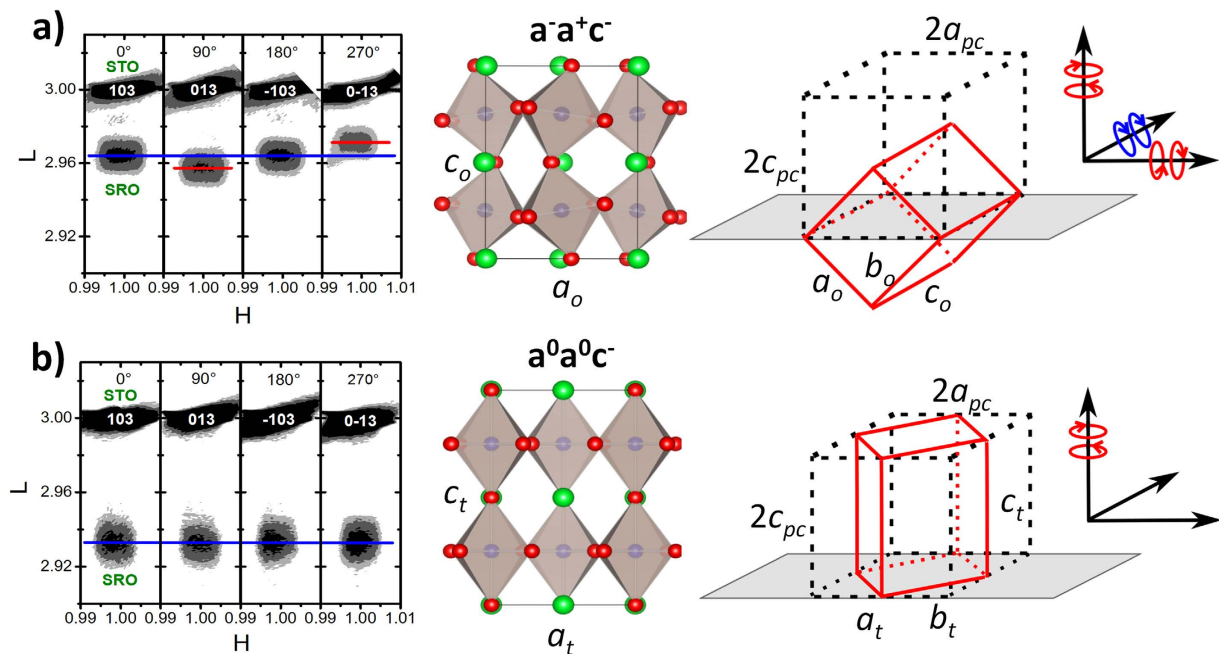 a)
0° 90° 180° 270°
STO
103 013 -103 0-13
3.00
2.96
2.92
L
SRO
0.99 1.00 0.99 1.00 0.99 1.00 0.99 1.00 1.01
H
a⁻a⁺c⁻
c_o
a_o
2a_pc
2c_pc
a_o b_o c_o
b)
0° 90° 180° 270°
STO
103 013 -103 0-13
3.00
2.96
2.92
L
SRO
0.99 1.00 0.99 1.00 0.99 1.00 0.99 1.00 1.01
H
a⁰a⁰c⁻
c_t
a_t
2a_pc
2c_pc
c_t
a_t b_t